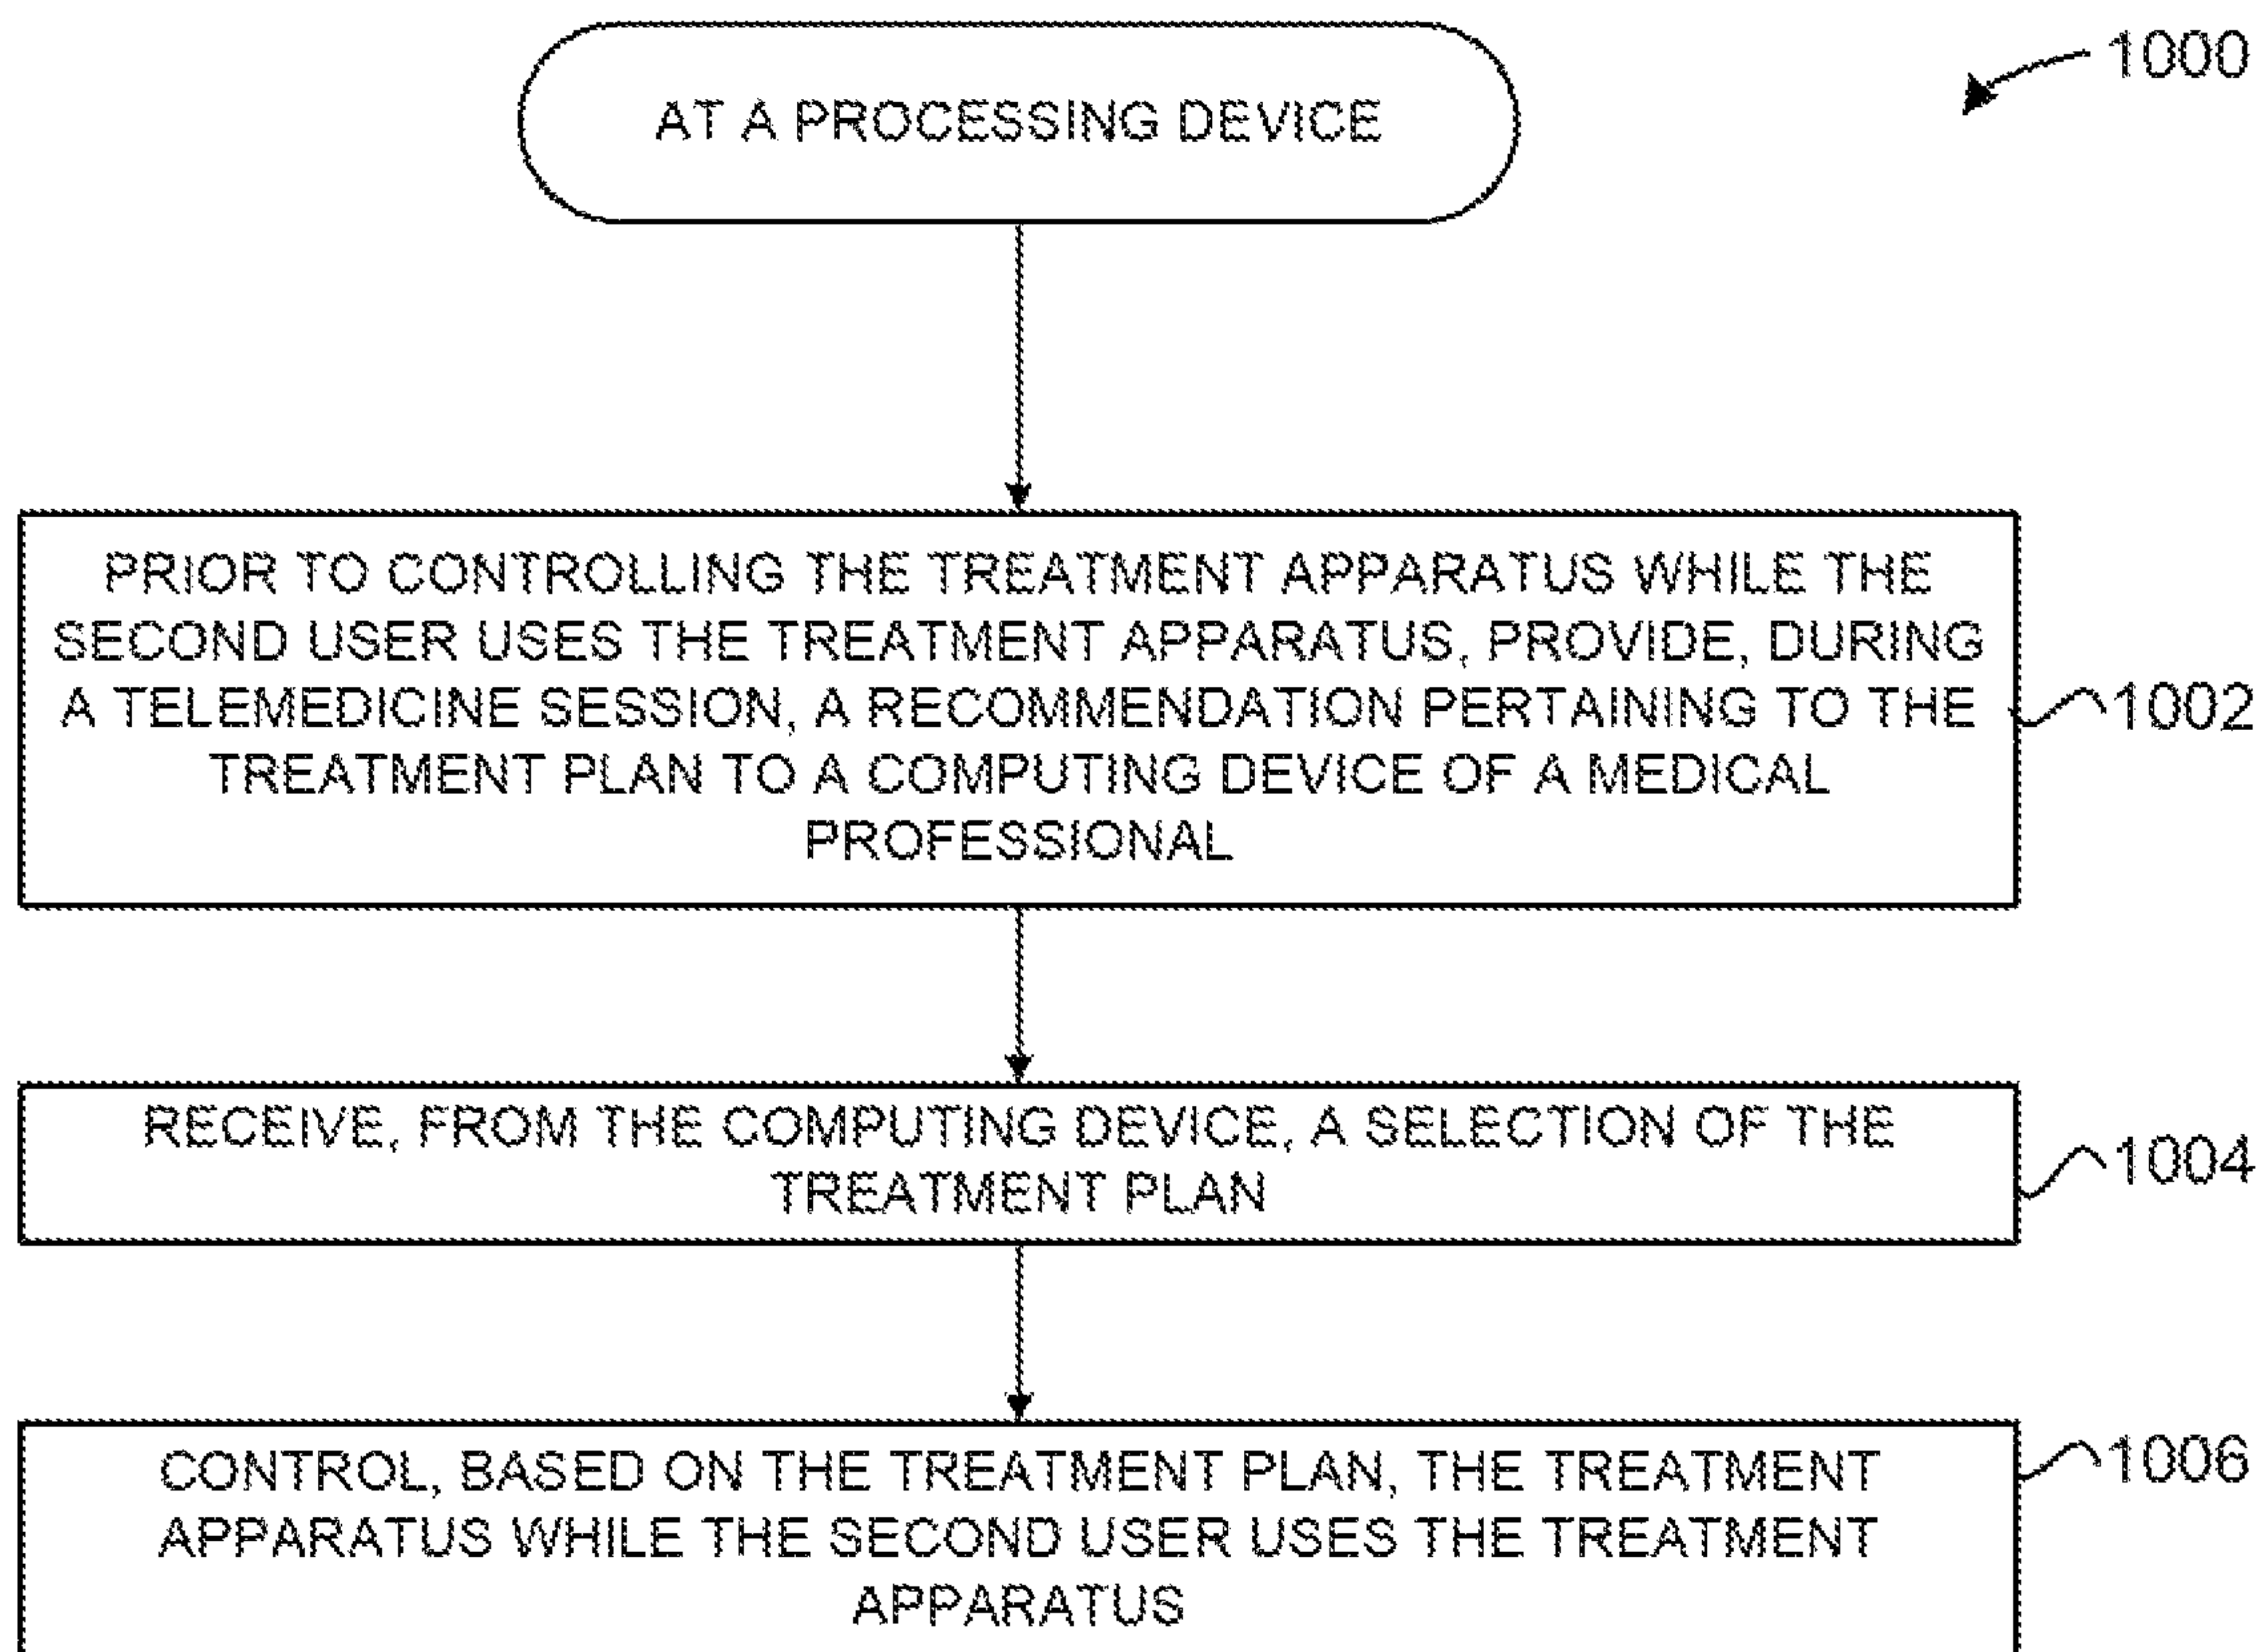 1000
AT A PROCESSING DEVICE
PRIOR TO CONTROLLING THE TREATMENT APPARATUS WHILE THE
SECOND USER USES THE TREATMENT APPARATUS, PROVIDE, DURING
A TELEMEDICINE SESSION, A RECOMMENDATION PERTAINING TO THE
TREATMENT PLAN TO A COMPUTING DEVICE OF A MEDICAL
PROFESSIONAL
1002
RECEIVE, FROM THE COMPUTING DEVICE, A SELECTION OF THE
TREATMENT PLAN
1004
CONTROL, BASED ON THE TREATMENT PLAN, THE TREATMENT
APPARATUS WHILE THE SECOND USER USES THE TREATMENT
APPARATUS
1006